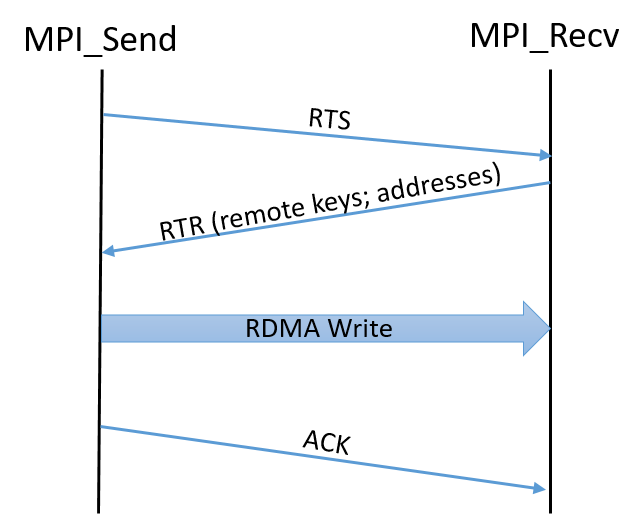 MPI_Send
MPI_Recv
RTS
RTR (remote keys; addresses)
RDMA Write
ACK